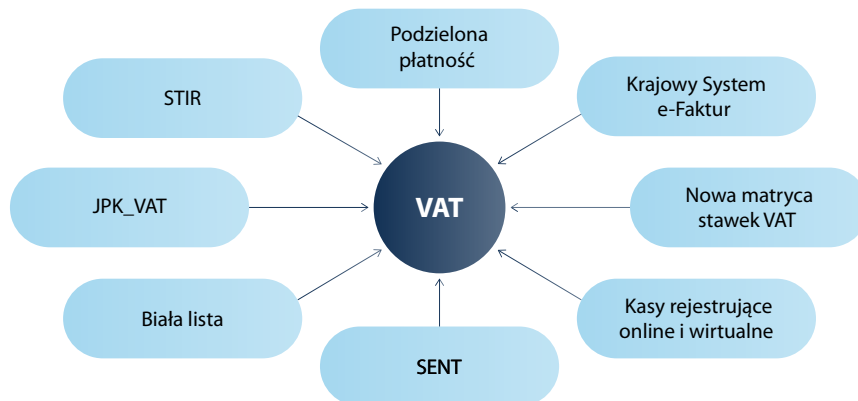 Podzielona
płatność
STIR
Krajowy System
e-Faktur
JPK_VAT
VAT
Nowa matryca
stawek VAT
Biała lista
Kasy rejestrujące
online i wirtualne
SENT